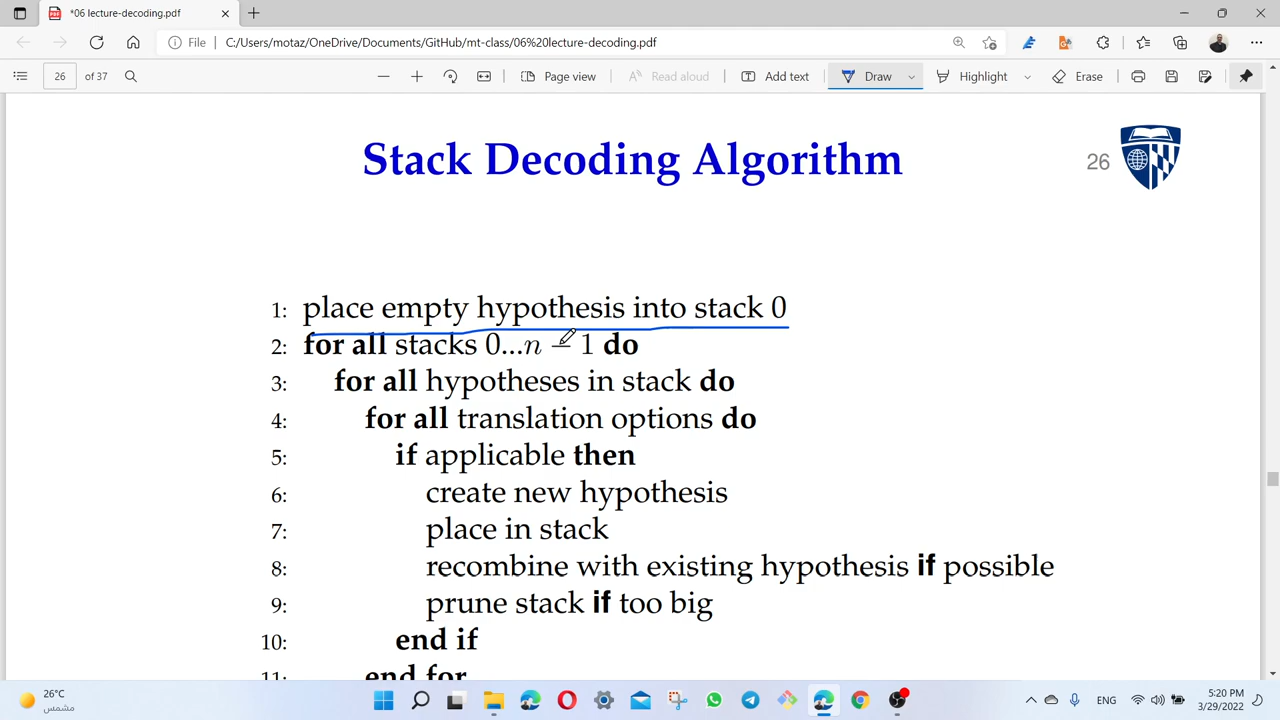 *06 lecture-decoding.pdf
File C:/Users/motaz/OneDrive/Documents/GitHub/mt-class/06%20lecture-decoding.pdf
26 of 37 Page view Read aloud Add text Draw Highlight Erase
Stack Decoding Algorithm 26
1: place empty hypothesis into stack 0
2: for all stacks 0...n − 1 do
3: for all hypotheses in stack do
4: for all translation options do
5: if applicable then
6: create new hypothesis
7: place in stack
8: recombine with existing hypothesis if possible
9: prune stack if too big
10: end if
11: end for
26°C
مشمس
ENG
5:20 PM
3/29/2022